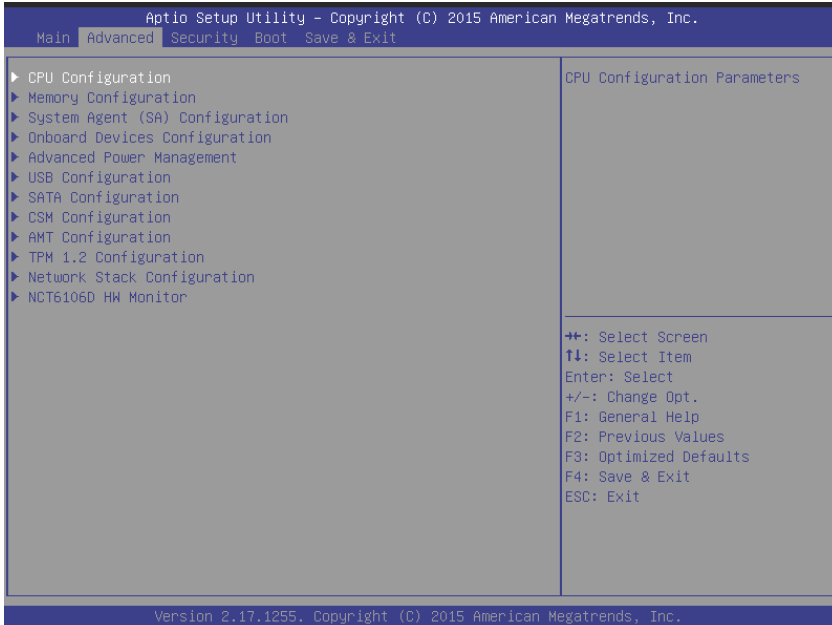 Aptio Setup Utility – Copyright (C) 2015 American Megatrends, Inc.
Main Advanced Security Boot Save & Exit
▶ CPU Configuration
▶ Memory Configuration
▶ System Agent (SA) Configuration
▶ Onboard Devices Configuration
▶ Advanced Power Management
▶ USB Configuration
▶ SATA Configuration
▶ CSM Configuration
▶ AMT Configuration
▶ TPM 1.2 Configuration
▶ Network Stack Configuration
▶ NCT6106D HW Monitor
CPU Configuration Parameters
→←: Select Screen
↑↓: Select Item
Enter: Select
+/-: Change Opt.
F1: General Help
F2: Previous Values
F3: Optimized Defaults
F4: Save & Exit
ESC: Exit
Version 2.17.1255. Copyright (C) 2015 American Megatrends, Inc.